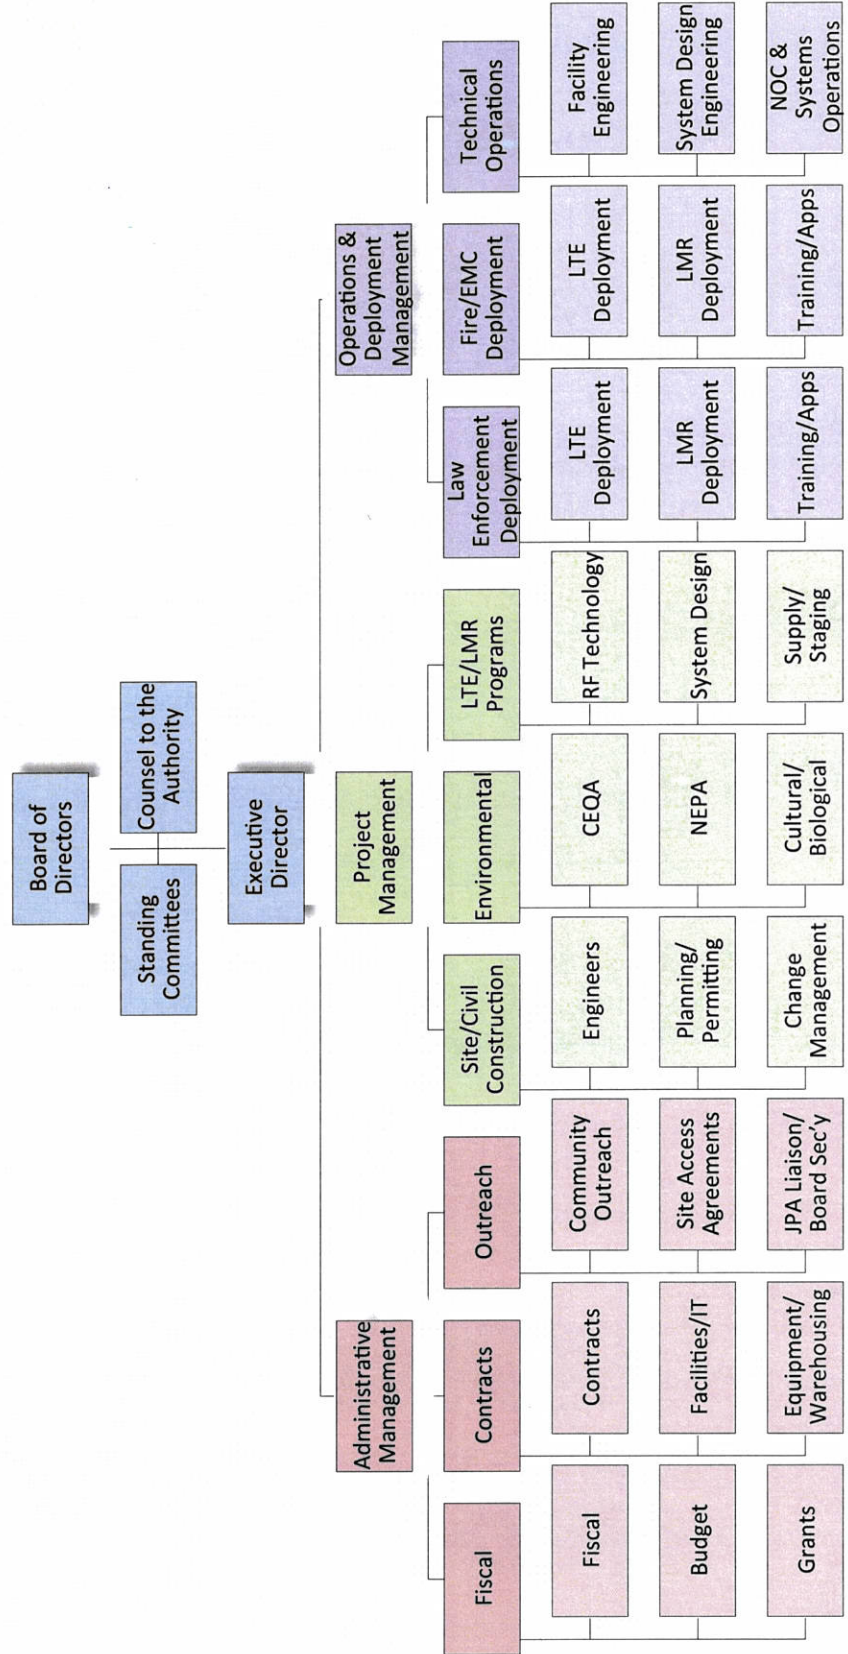 Board of
Directors
Standing
Committees
Counsel to the
Authority
Executive
Director
Administrative
Management
Project
Management
Operations &
Deployment
Management
Fiscal
Contracts
Outreach
Site/Civil
Construction
Environmental
LTE/LMR
Programs
Law
Enforcement
Deployment
Fire/EMC
Deployment
Technical
Operations
Fiscal
Contracts
Community
Outreach
Engineers
CEQA
RF Technology
LTE
Deployment
LTE
Deployment
Facility
Engineering
Budget
Facilities/IT
Site Access
Agreements
Planning/
Permitting
NEPA
System Design
LMR
Deployment
LMR
Deployment
System Design
Engineering
Grants
Equipment/
Warehousing
JPA Liaison/
Board Sec'y
Change
Management
Cultural/
Biological
Supply/
Staging
Training/Apps
Training/Apps
NOC &
Systems
Operations